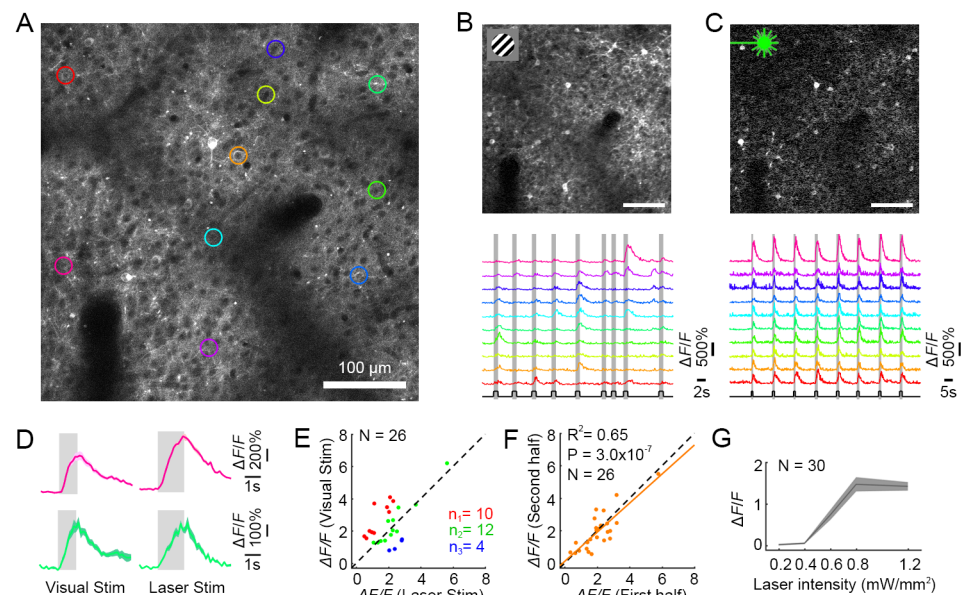 A
B
C
100 µm
ΔF/F
500%
2s
ΔF/F
500%
5s
D
ΔF/F
200%
1s
ΔF/F
100%
1s
Visual Stim
Laser Stim
E
8
6
4
2
0
ΔF/F (Visual Stim)
N = 26
n1= 10
n2= 12
n3= 4
0 2 4 6 8
ΔF/F (Laser Stim)
F
8
6
4
2
0
ΔF/F (Second half)
R2= 0.65
P = 3.0x10-7
N = 26
0 2 4 6 8
ΔF/F (First half)
G
2
1
0
ΔF/F
N = 30
0.2 0.4 0.6 0.8 1.2
Laser intensity (mW/mm2)